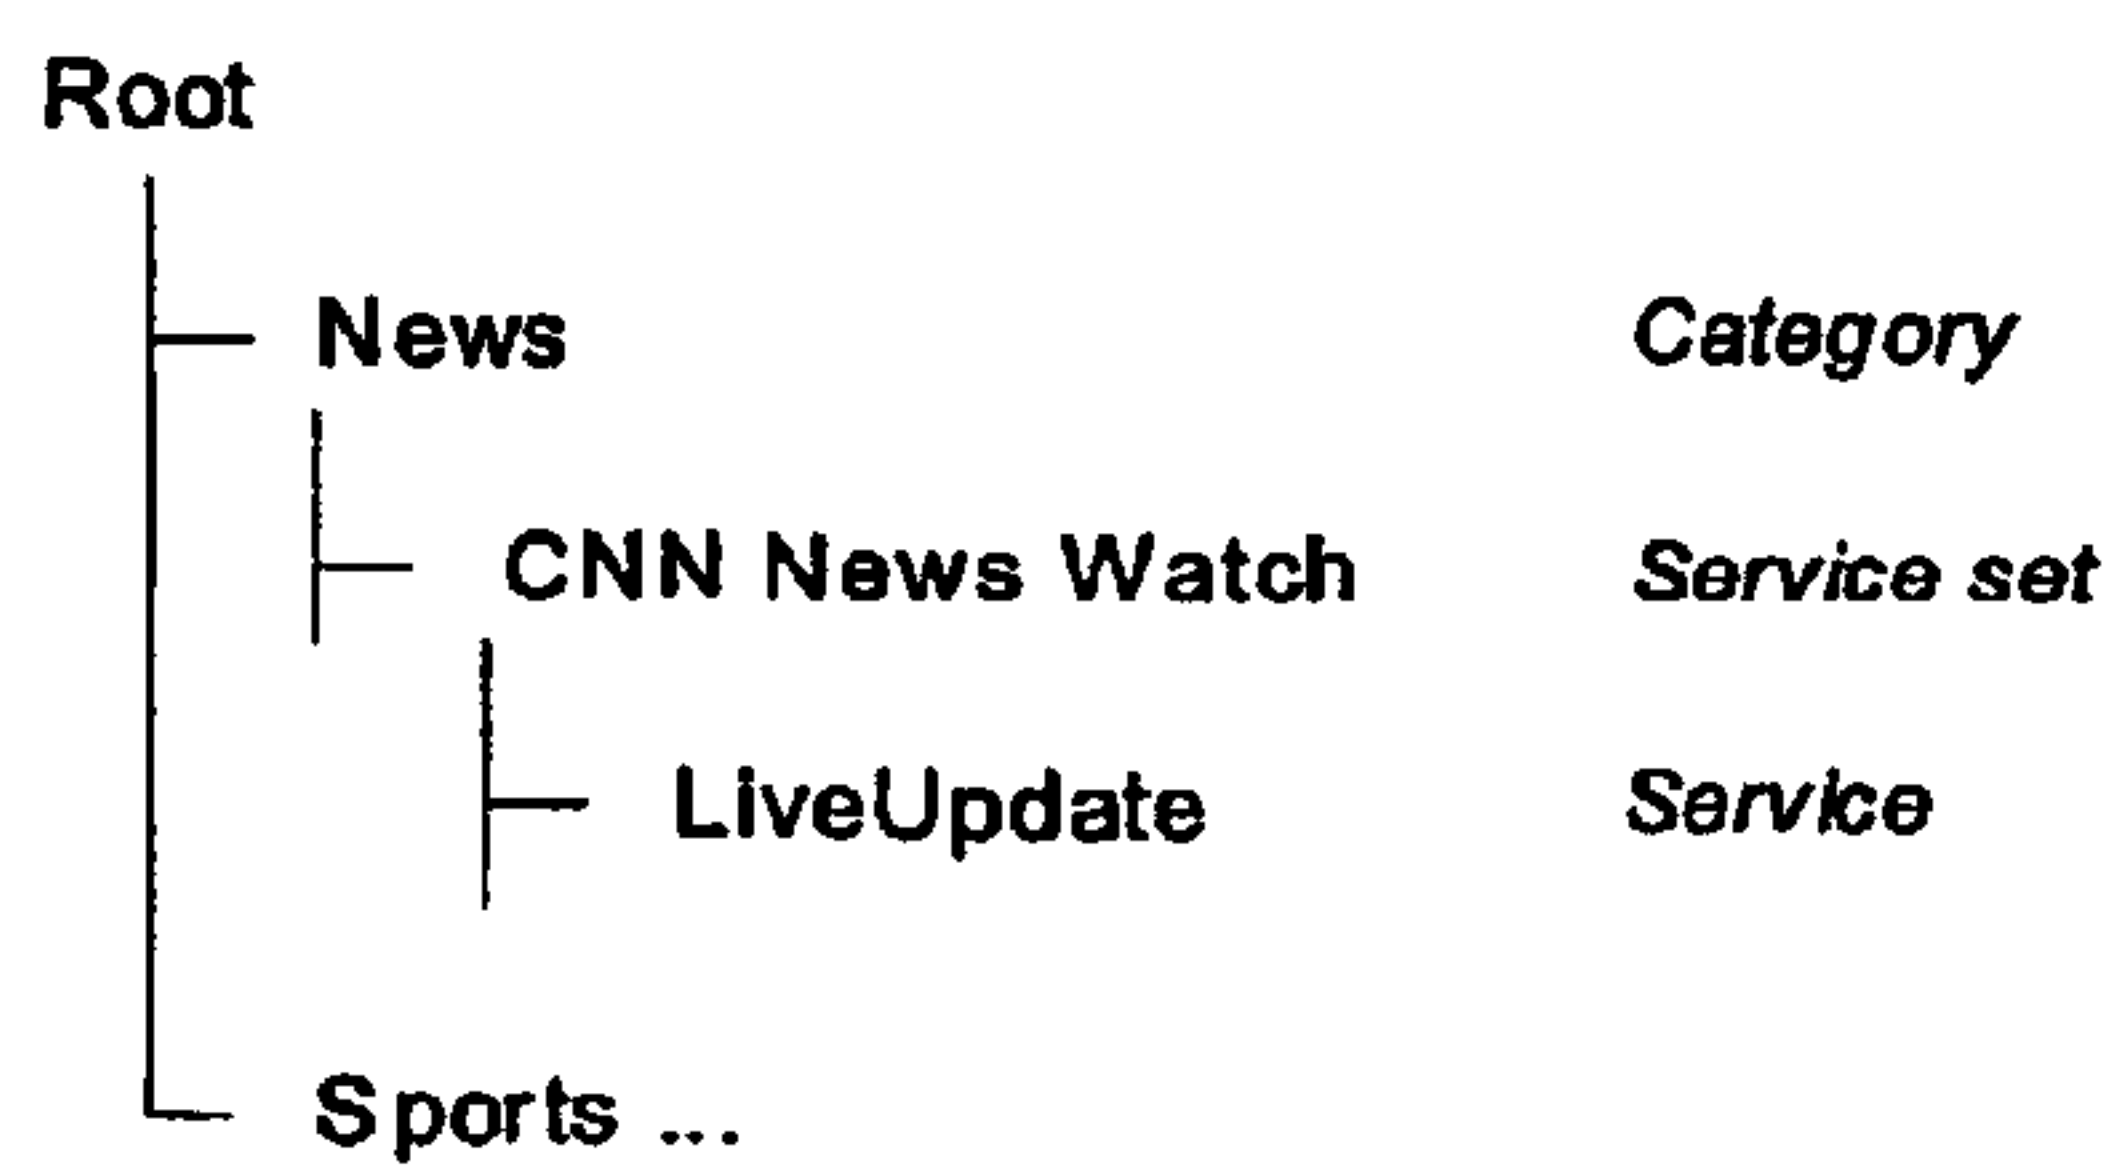 Root
News Category
CNN News Watch Service set
LiveUpdate Service
Sports ...